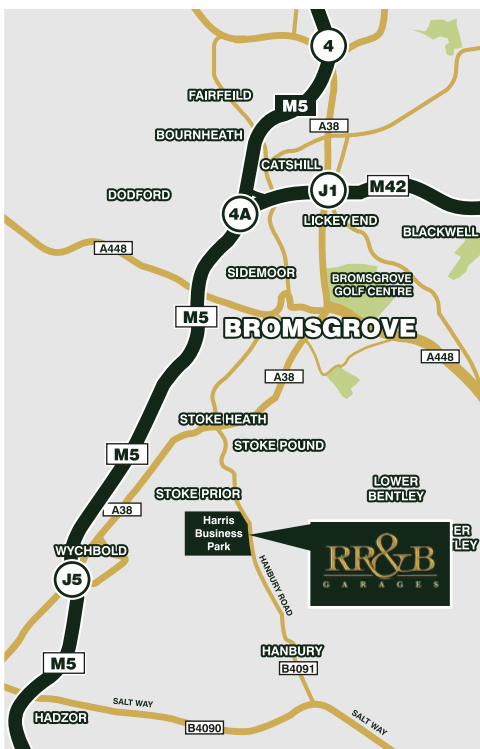 4
FAIRFEILD
M5
A38
BOURNHEATH
CATSHILL
DODFORD
J1
M42
4A
LICKEY END
BLACKWELL
A448
SIDEMOOR
BROMSGROVE
GOLF CENTRE
M5
BROMSGROVE
A448
A38
STOKE HEATH
STOKE POUND
M5
LOWER
BENTLEY
STOKE PRIOR
A38
Harris
Business
Park
ER
TLEY
RR&B
GARAGES
WYCHBOLD
J5
HANBURY ROAD
HANBURY
M5
B4091
SALT WAY
HADZOR
B4090
SALT WAY